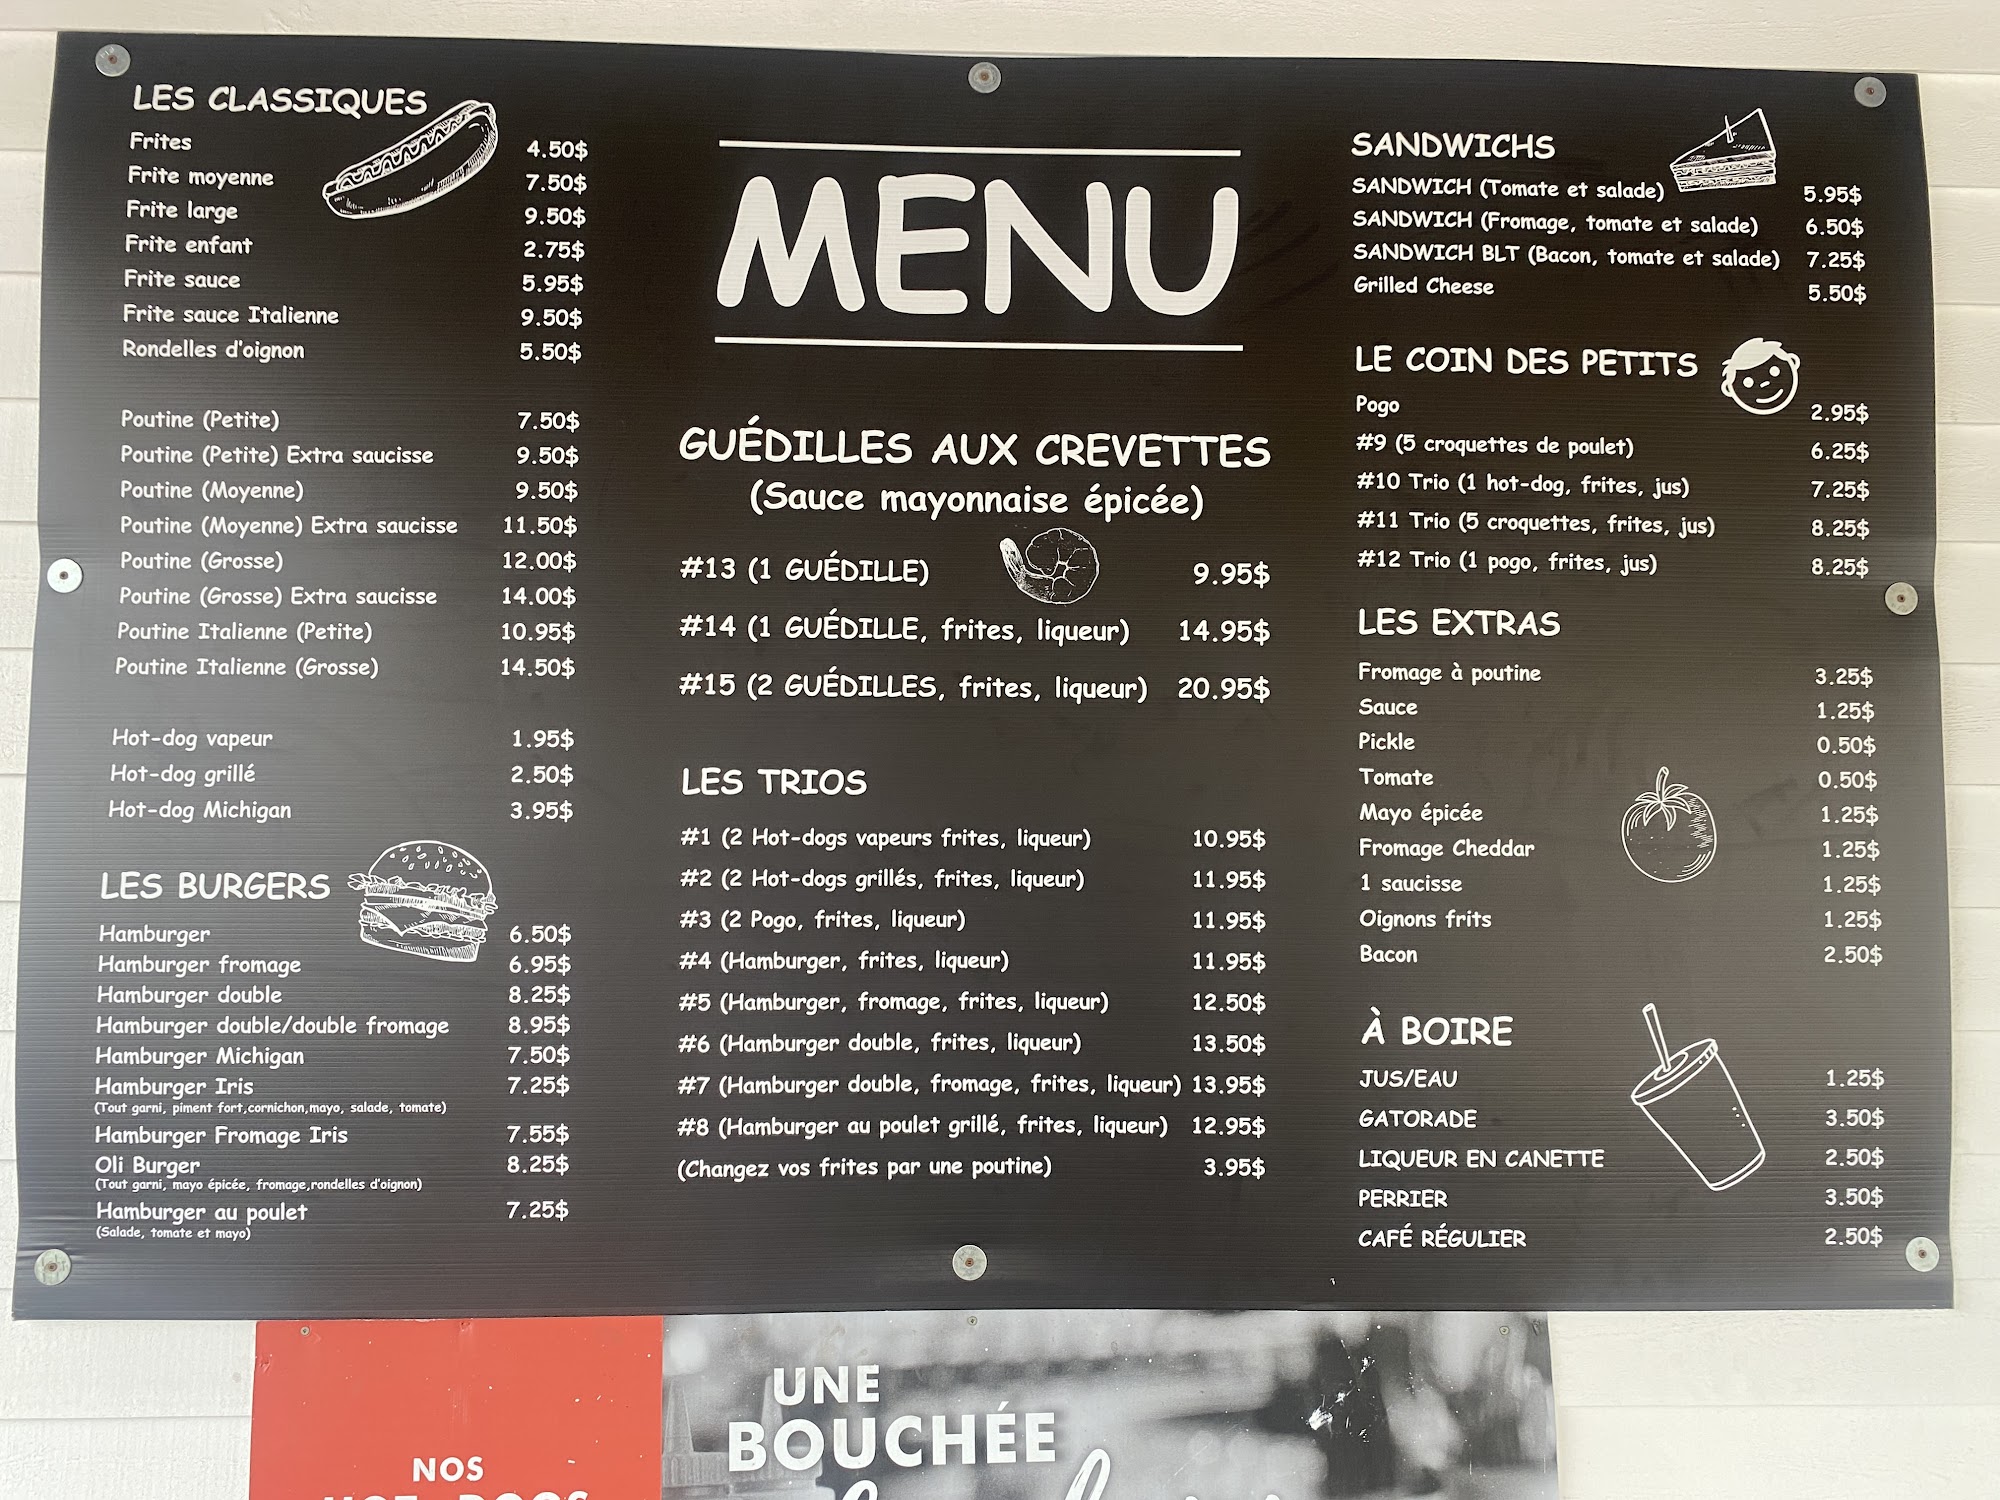 LES CLASSIQUES
Frites 4.50$
Frite moyenne 7.50$
Frite large 9.50$
Frite enfant 2.75$
Frite sauce 5.95$
Frite sauce Italienne 9.50$
Rondelles d'oignon 5.50$
Poutine (Petite) 7.50$
Poutine (Petite) Extra saucisse 9.50$
Poutine (Moyenne) 9.50$
Poutine (Moyenne) Extra saucisse 11.50$
Poutine (Grosse) 12.00$
Poutine (Grosse) Extra saucisse 14.00$
Poutine Italienne (Petite) 10.95$
Poutine Italienne (Grosse) 14.50$
Hot-dog vapeur 1.95$
Hot-dog grillé 2.50$
Hot-dog Michigan 3.95$
LES BURGERS
Hamburger 6.50$
Hamburger fromage 6.95$
Hamburger double 8.25$
Hamburger double/double fromage 8.95$
Hamburger Michigan 7.50$
Hamburger Iris 7.25$
(Tout garni, piment fort,cornichon,mayo, salade, tomate)
Hamburger Fromage Iris 7.55$
Oli Burger 8.25$
(Tout garni, mayo épicée, fromage,rondelles d'oignon)
Hamburger au poulet 7.25$
(Salade, tomate et mayo)
MENU
GUÉDILLES AUX CREVETTES
(Sauce mayonnaise épicée)
#13 (1 GUÉDILLE) 9.95$
#14 (1 GUÉDILLE, frites, liqueur) 14.95$
#15 (2 GUÉDILLES, frites, liqueur) 20.95$
LES TRIOS
#1 (2 Hot-dogs vapeurs frites, liqueur) 10.95$
#2 (2 Hot-dogs grillés, frites, liqueur) 11.95$
#3 (2 Pogo, frites, liqueur) 11.95$
#4 (Hamburger, frites, liqueur) 11.95$
#5 (Hamburger, fromage, frites, liqueur) 12.50$
#6 (Hamburger double, frites, liqueur) 13.50$
#7 (Hamburger double, fromage, frites, liqueur) 13.95$
#8 (Hamburger au poulet grillé, frites, liqueur) 12.95$
(Changez vos frites par une poutine) 3.95$
SANDWICHS
SANDWICH (Tomate et salade) 5.95$
SANDWICH (Fromage, tomate et salade) 6.50$
SANDWICH BLT (Bacon, tomate et salade) 7.25$
Grilled Cheese 5.50$
LE COIN DES PETITS
Pogo 2.95$
#9 (5 croquettes de poulet) 6.25$
#10 Trio (1 hot-dog, frites, jus) 7.25$
#11 Trio (5 croquettes, frites, jus) 8.25$
#12 Trio (1 pogo, frites, jus) 8.25$
LES EXTRAS
Fromage à poutine 3.25$
Sauce 1.25$
Pickle 0.50$
Tomate 0.50$
Mayo épicée 1.25$
Fromage Cheddar 1.25$
1 saucisse 1.25$
Oignons frits 1.25$
Bacon 2.50$
À BOIRE
JUS/EAU 1.25$
GATORADE 3.50$
LIQUEUR EN CANETTE 2.50$
PERRIER 3.50$
CAFÉ RÉGULIER 2.50$
NOS
UNE
BOUCHÉE